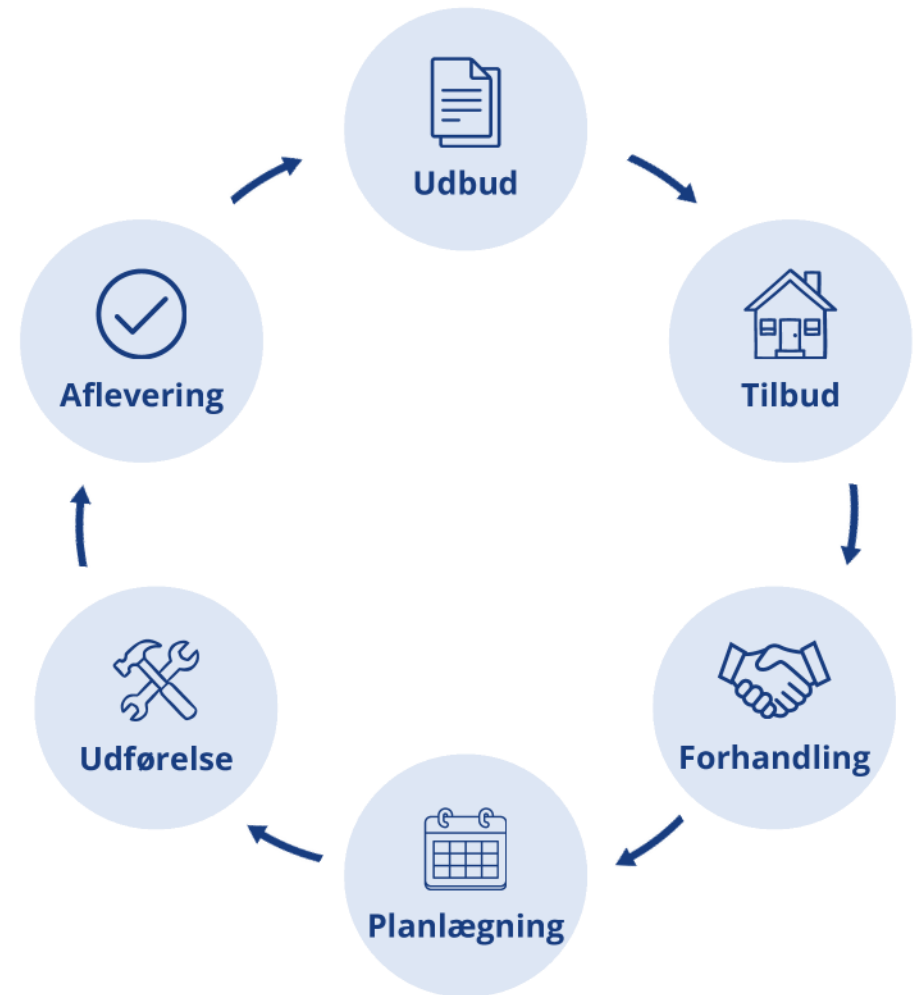 Udbud
Tilbud
Forhandling
Planlægning
Udførelse
Aflevering